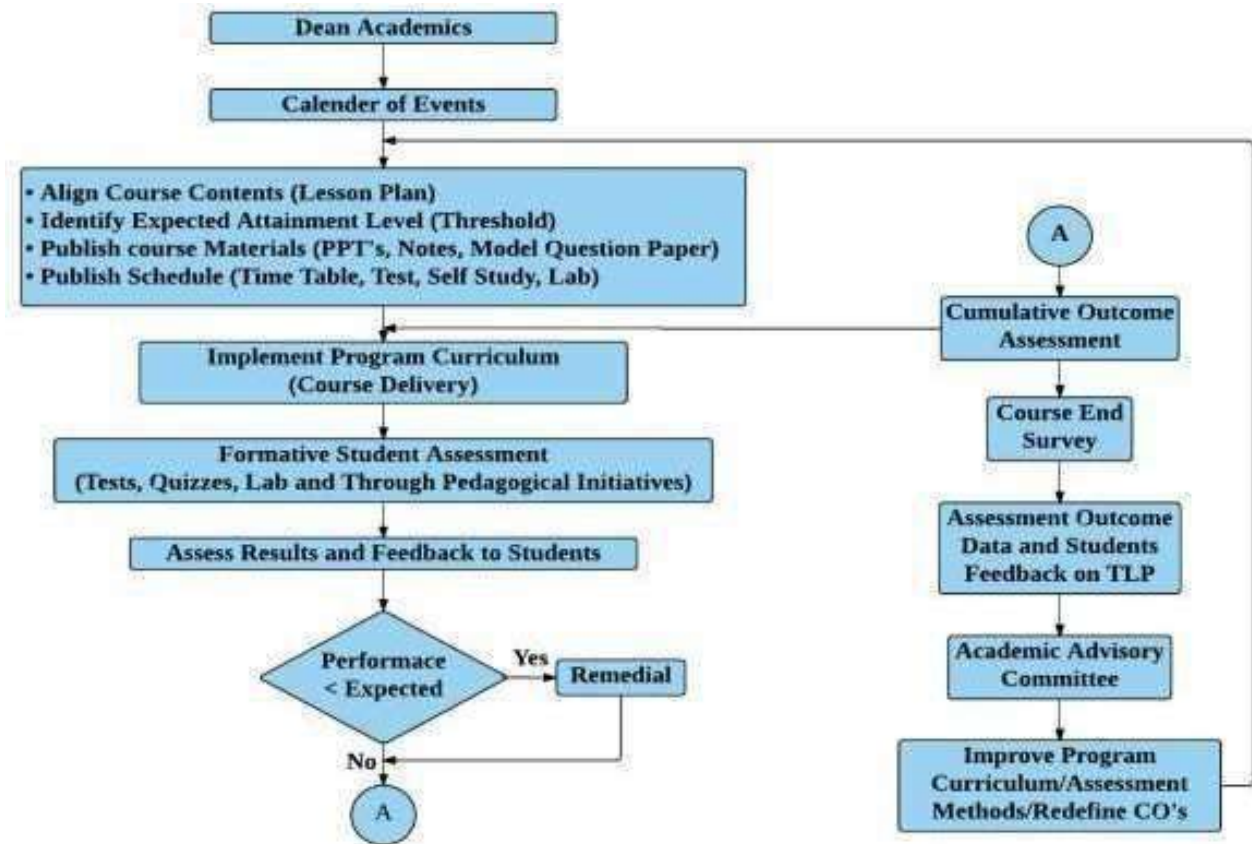 Dean Academics
Calender of Events
• Align Course Contents (Lesson Plan)
• Identify Expected Attainment Level (Threshold)
• Publish course Materials (PPT's, Notes, Model Question Paper)
• Publish Schedule (Time Table, Test, Self Study, Lab)
Implement Program Curriculum
(Course Delivery)
Formative Student Assessment
(Tests, Quizzes, Lab and Through Pedagogical Initiatives)
Assess Results and Feedback to Students
Performace
< Expected
Yes
Remedial
No
A
A
Cumulative Outcome
Assessment
Course End
Survey
Assessment Outcome
Data and Students
Feedback on TLP
Academic Advisory
Committee
Improve Program
Curriculum/Assessment
Methods/Redefine CO's